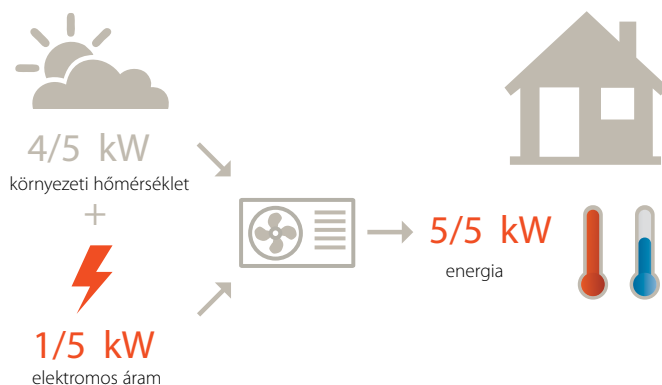 4/5 kW
környezeti hőmérséklet
+
1/5 kW
elektromos áram
5/5 kW
energia